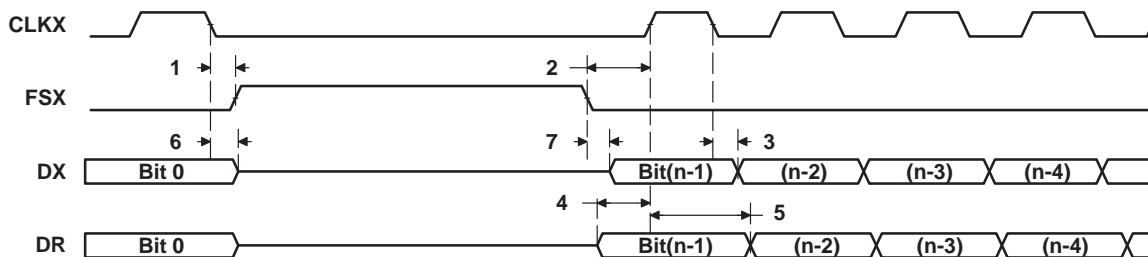 CLKX
1 2
FSX
6 7 3
DX Bit 0 Bit(n-1) (n-2) (n-3) (n-4)
4 5
DR Bit 0 Bit(n-1) (n-2) (n-3) (n-4)